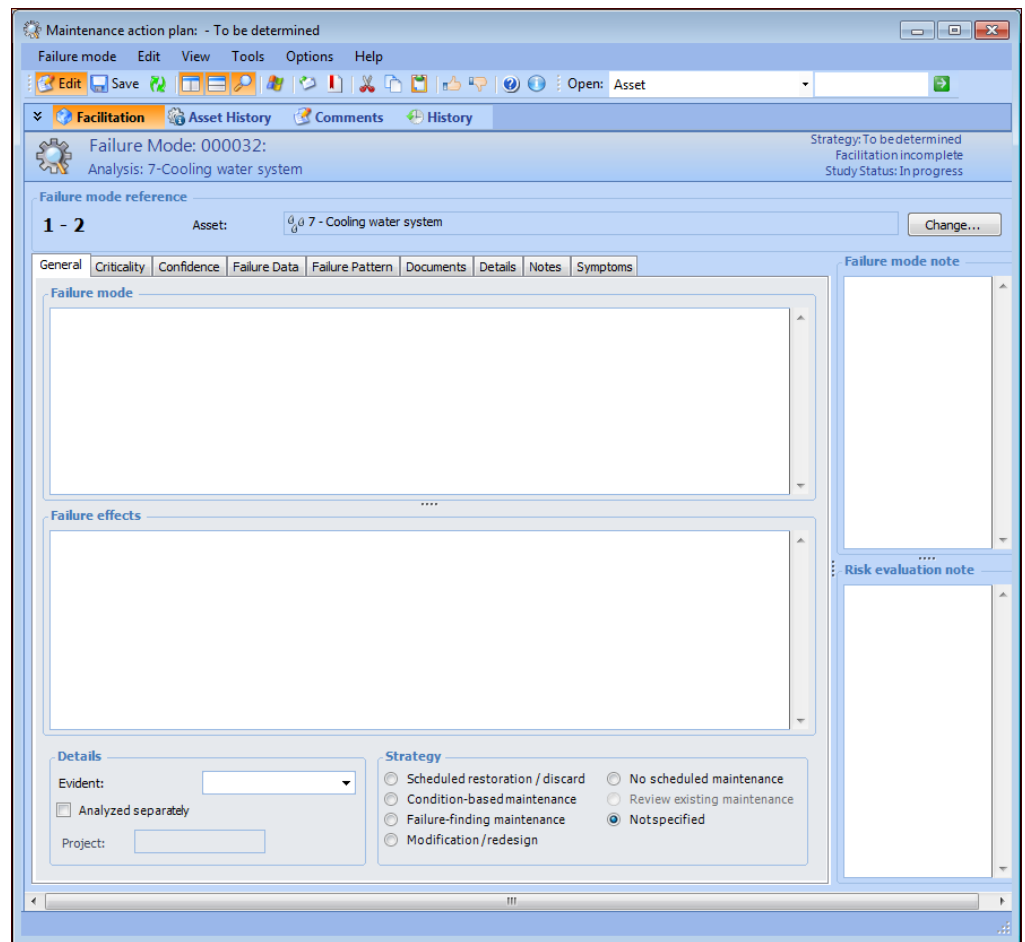 Maintenance action plan: - To be determined
Failure mode Edit View Tools Options Help
Edit Save Open: Asset
Facilitation Asset History Comments History
Failure Mode: 000032:
Analysis: 7-Cooling water system
Strategy: To be determined
Facilitation incomplete
Study Status: In progress
Failure mode reference
1 - 2 Asset: 7 - Cooling water system Change...
General Criticality Confidence Failure Data Failure Pattern Documents Details Notes Symptoms
Failure mode note
Failure mode
Failure effects
Risk evaluation note
Details
Evident:
Analyzed separately
Project:
Strategy
Scheduled restoration / discard
Condition-based maintenance
Failure-finding maintenance
Modification / redesign
No scheduled maintenance
Review existing maintenance
Not specified